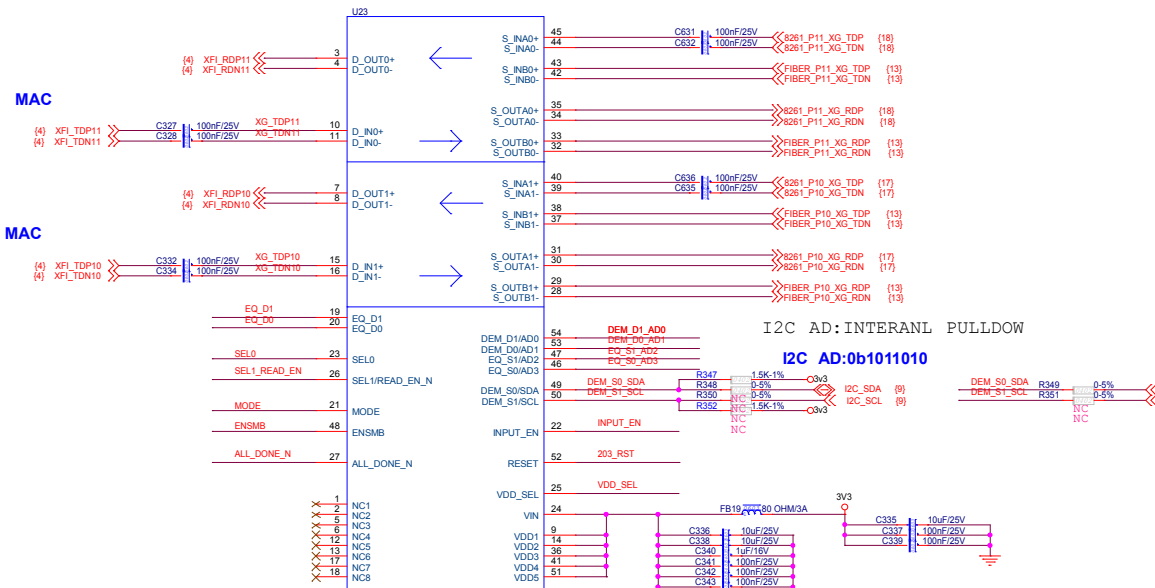 U23
{4} XFI_RDP11 3 D_OUT0+
{4} XFI_RDN11 4 D_OUT0-
S_INA0+ 45 C631 100nF/25V 8261_P11_XG_TDP {18}
S_INA0- 44 C632 100nF/25V 8261_P11_XG_TDN {18}
S_INB0+ 43 FIBER_P11_XG_TDP {13}
S_INB0- 42 FIBER_P11_XG_TDN {13}
MAC
S_OUTA0+ 35 8261_P11_XG_RDP {18}
S_OUTA0- 34 8261_P11_XG_RDN {18}
{4} XFI_TDP11 C327 100nF/25V XG_TDP11 10 D_IN0+
{4} XFI_TDN11 C328 100nF/25V XG_TDN11 11 D_IN0-
S_OUTB0+ 33 FIBER_P11_XG_RDP {13}
S_OUTB0- 32 FIBER_P11_XG_RDN {13}
{4} XFI_RDP10 7 D_OUT1+
{4} XFI_RDN10 8 D_OUT1-
S_INA1+ 40 C636 100nF/25V 8261_P10_XG_TDP {17}
S_INA1- 39 C635 100nF/25V 8261_P10_XG_TDN {17}
S_INB1+ 38 FIBER_P10_XG_TDP {13}
S_INB1- 37 FIBER_P10_XG_TDN {13}
MAC
{4} XFI_TDP10 C332 100nF/25V XG_TDP10 15 D_IN1+
{4} XFI_TDN10 C334 100nF/25V XG_TDN10 16 D_IN1-
S_OUTA1+ 31 8261_P10_XG_RDP {17}
S_OUTA1- 30 8261_P10_XG_RDN {17}
S_OUTB1+ 29 FIBER_P10_XG_RDP {13}
S_OUTB1- 28 FIBER_P10_XG_RDN {13}
EQ_D1 19 EQ_D1
EQ_D0 20 EQ_D0
SEL0 23 SEL0
SEL1_READ_EN 26 SEL1/READ_EN_N
MODE 21 MODE
ENSMB 48 ENSMB
ALL_DONE_N 27 ALL_DONE_N
DEM_D1/AD0 54 DEM_D1_AD0
DEM_D0/AD1 53 DEM_D0_AD1
EQ_S1/AD2 47 EQ_S1_AD2
EQ_S0/AD3 46 EQ_S0_AD3
I2C AD:INTERANL PULLDOW
I2C AD:0b1011010
R347 1.5K-1% 3v3
DEM_S0/SDA 49 DEM_S0_SDA R348 0-5% I2C_SDA {9}
DEM_S1/SCL 50 DEM_S1_SCL R350 0-5% I2C_SCL {9}
NC
R352 1.5K-1% 3v3
NC
NC
DEM_S0_SDA R349 0-5%
DEM_S1_SCL R351 0-5%
NC
INPUT_EN 22 INPUT_EN
RESET 52 203_RST
VDD_SEL 25 VDD_SEL
VIN 24 FB19 80 OHM/3A 3V3
VDD1 9
VDD2 14
VDD3 36
VDD4 41
VDD5 51
C336 10uF/25V
C338 10uF/25V
C340 1uF/16V
C341 100nF/25V
C342 100nF/25V
C343 100nF/25V
C335 10uF/25V
C337 100nF/25V
C339 100nF/25V
1 NC1
2 NC2
5 NC3
6 NC4
12 NC5
13 NC6
17 NC7
18 NC8